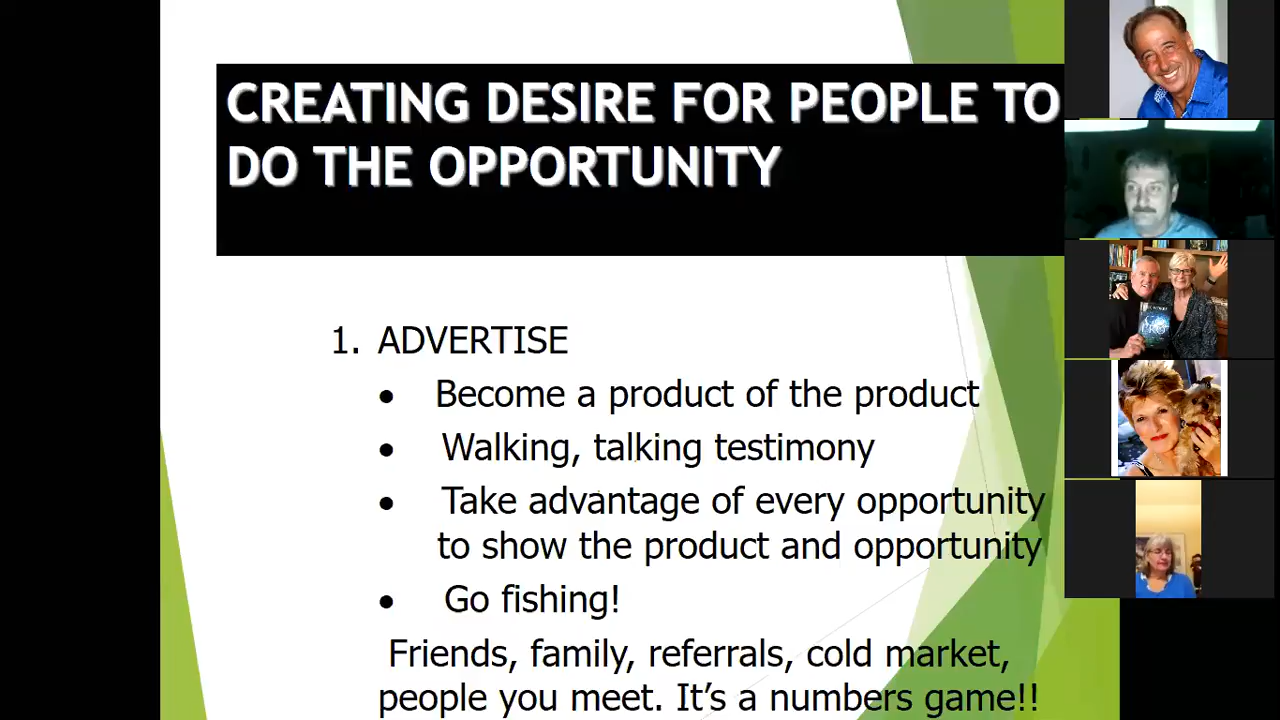 CREATING DESIRE FOR PEOPLE TO
DO THE OPPORTUNITY
1. ADVERTISE
• Become a product of the product
• Walking, talking testimony
• Take advantage of every opportunity
to show the product and opportunity
• Go fishing!
Friends, family, referrals, cold market,
people you meet. It's a numbers game!!